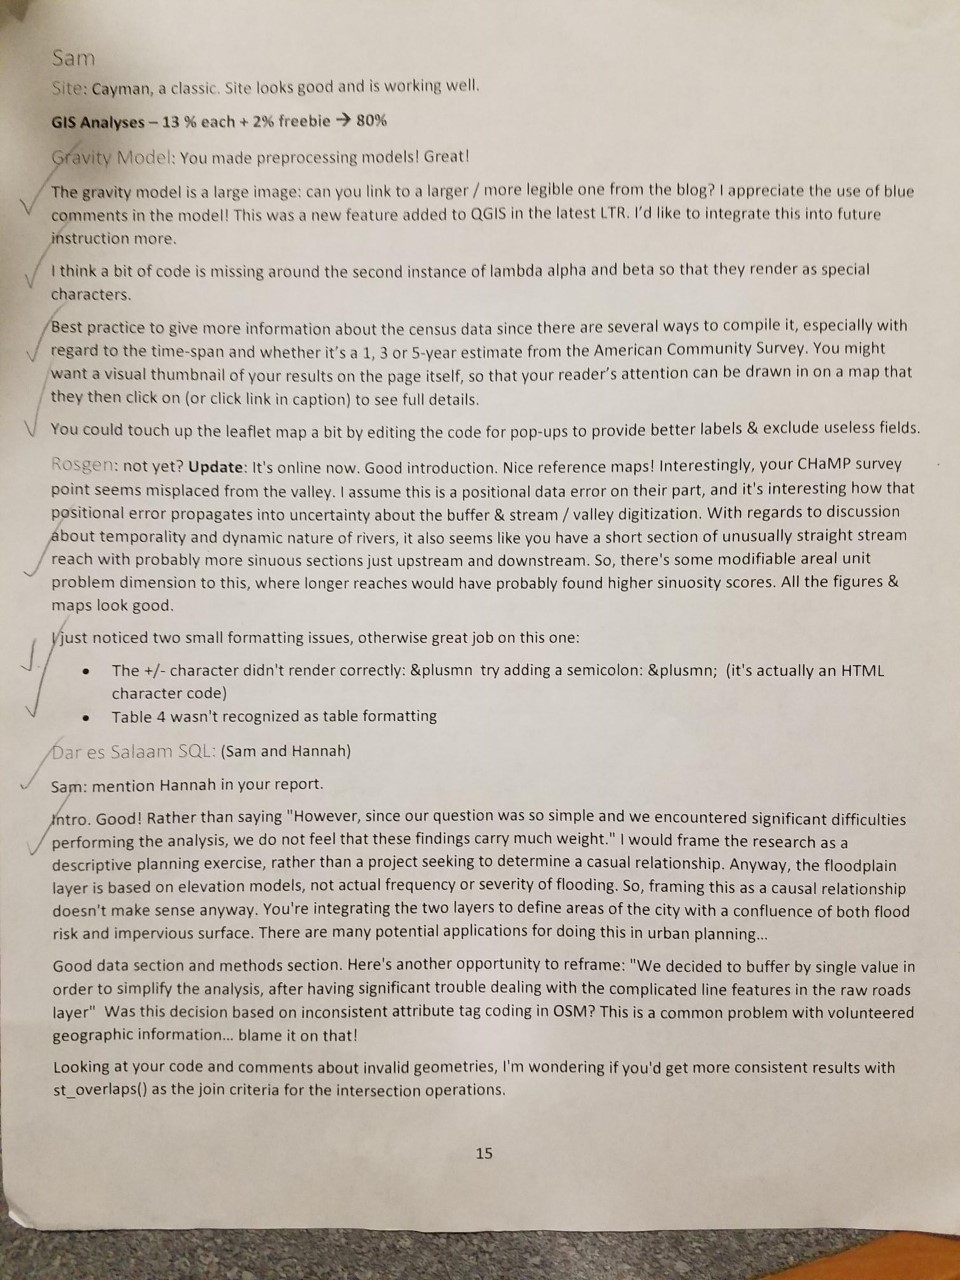 Sam
Site: Cayman, a classic. Site looks good and is working well.
GIS Analyses – 13 % each + 2% freebie → 80%
Gravity Model: You made preprocessing models! Great!
The gravity model is a large image: can you link to a larger / more legible one from the blog? I appreciate the use of blue
comments in the model! This was a new feature added to QGIS in the latest LTR. I'd like to integrate this into future
instruction more.
I think a bit of code is missing around the second instance of lambda alpha and beta so that they render as special
characters.
Best practice to give more information about the census data since there are several ways to compile it, especially with
regard to the time-span and whether it's a 1, 3 or 5-year estimate from the American Community Survey. You might
want a visual thumbnail of your results on the page itself, so that your reader's attention can be drawn in on a map that
they then click on (or click link in caption) to see full details.
You could touch up the leaflet map a bit by editing the code for pop-ups to provide better labels & exclude useless fields.
Rosgen: not yet? Update: It's online now. Good introduction. Nice reference maps! Interestingly, your CHaMP survey
point seems misplaced from the valley. I assume this is a positional data error on their part, and it's interesting how that
positional error propagates into uncertainty about the buffer & stream / valley digitization. With regards to discussion
about temporality and dynamic nature of rivers, it also seems like you have a short section of unusually straight stream
reach with probably more sinuous sections just upstream and downstream. So, there's some modifiable areal unit
problem dimension to this, where longer reaches would have probably found higher sinuosity scores. All the figures &
maps look good.
I just noticed two small formatting issues, otherwise great job on this one:
• The +/- character didn't render correctly: &plusmn try adding a semicolon: &plusmn; (it's actually an HTML
character code)
• Table 4 wasn't recognized as table formatting
Dar es Salaam SQL: (Sam and Hannah)
Sam: mention Hannah in your report.
Intro. Good! Rather than saying "However, since our question was so simple and we encountered significant difficulties
performing the analysis, we do not feel that these findings carry much weight." I would frame the research as a
descriptive planning exercise, rather than a project seeking to determine a casual relationship. Anyway, the floodplain
layer is based on elevation models, not actual frequency or severity of flooding. So, framing this as a causal relationship
doesn't make sense anyway. You're integrating the two layers to define areas of the city with a confluence of both flood
risk and impervious surface. There are many potential applications for doing this in urban planning...
Good data section and methods section. Here's another opportunity to reframe: "We decided to buffer by single value in
order to simplify the analysis, after having significant trouble dealing with the complicated line features in the raw roads
layer" Was this decision based on inconsistent attribute tag coding in OSM? This is a common problem with volunteered
geographic information... blame it on that!
Looking at your code and comments about invalid geometries, I'm wondering if you'd get more consistent results with
st_overlaps() as the join criteria for the intersection operations.
15